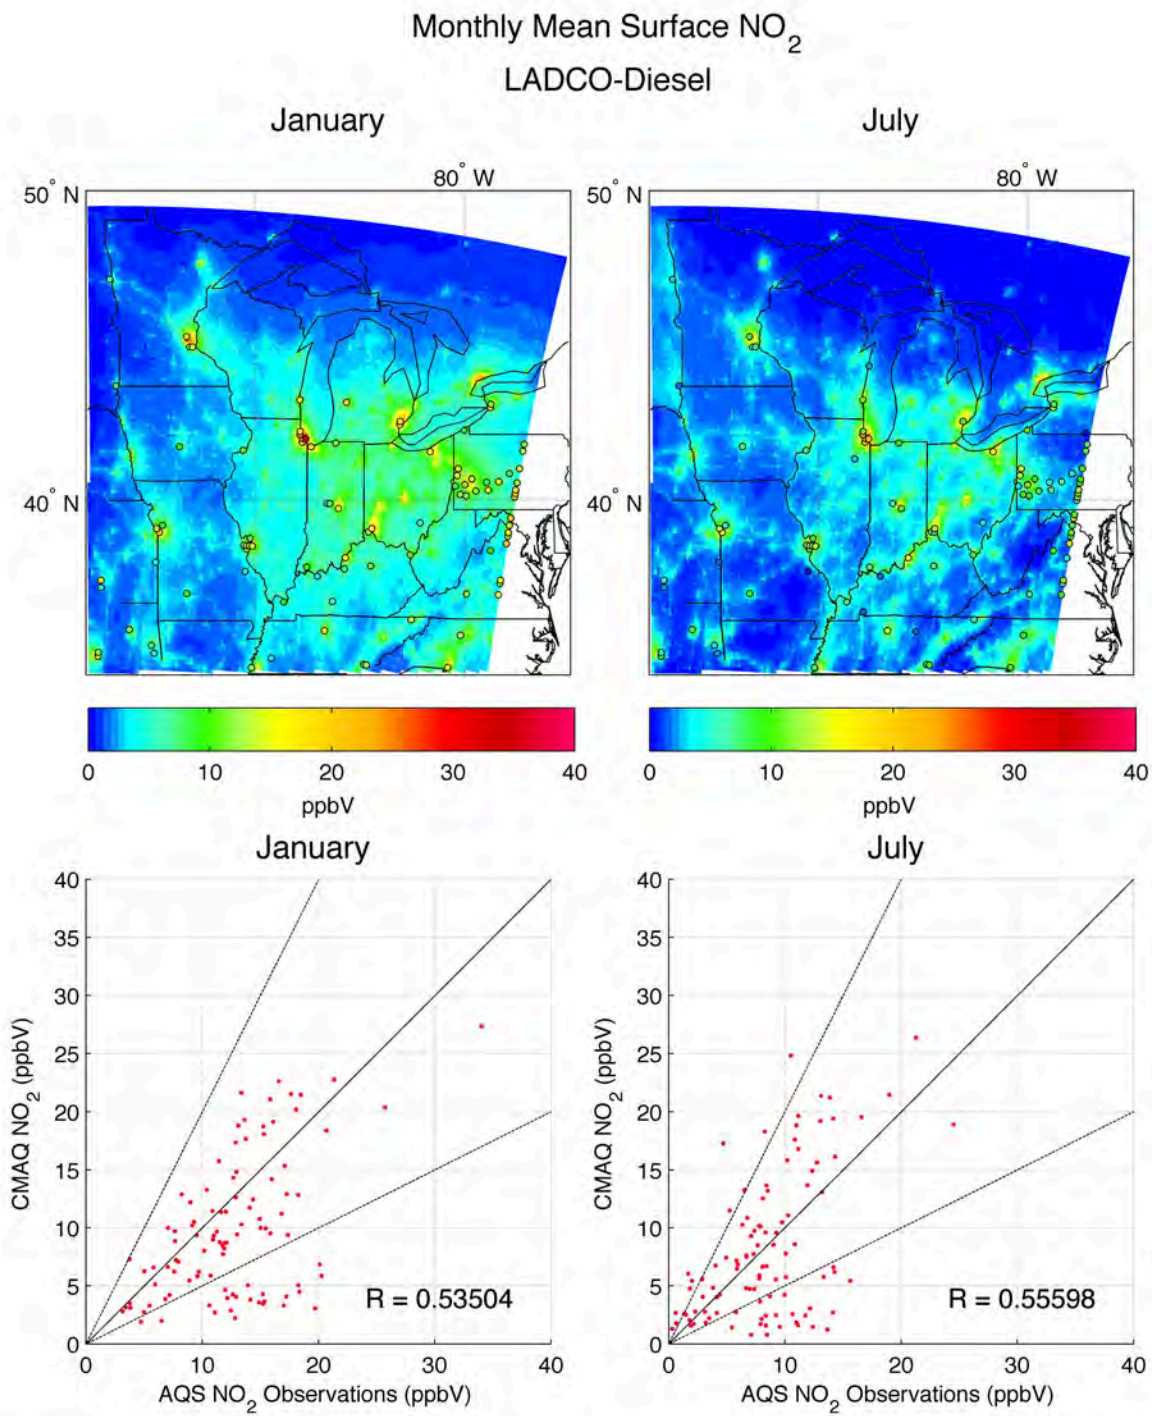 Monthly Mean Surface NO2
LADCO-Diesel
January
July
80° W
80° W
50° N
50° N
40° N
40° N
0 10 20 30 40
0 10 20 30 40
ppbV
ppbV
January
40
35
30
25
20
15
10
5
0
CMAQ NO2 (ppbV)
R = 0.53504
0 10 20 30 40
AQS NO2 Observations (ppbV)
July
40
35
30
25
20
15
10
5
0
CMAQ NO2 (ppbV)
R = 0.55598
0 10 20 30 40
AQS NO2 Observations (ppbV)